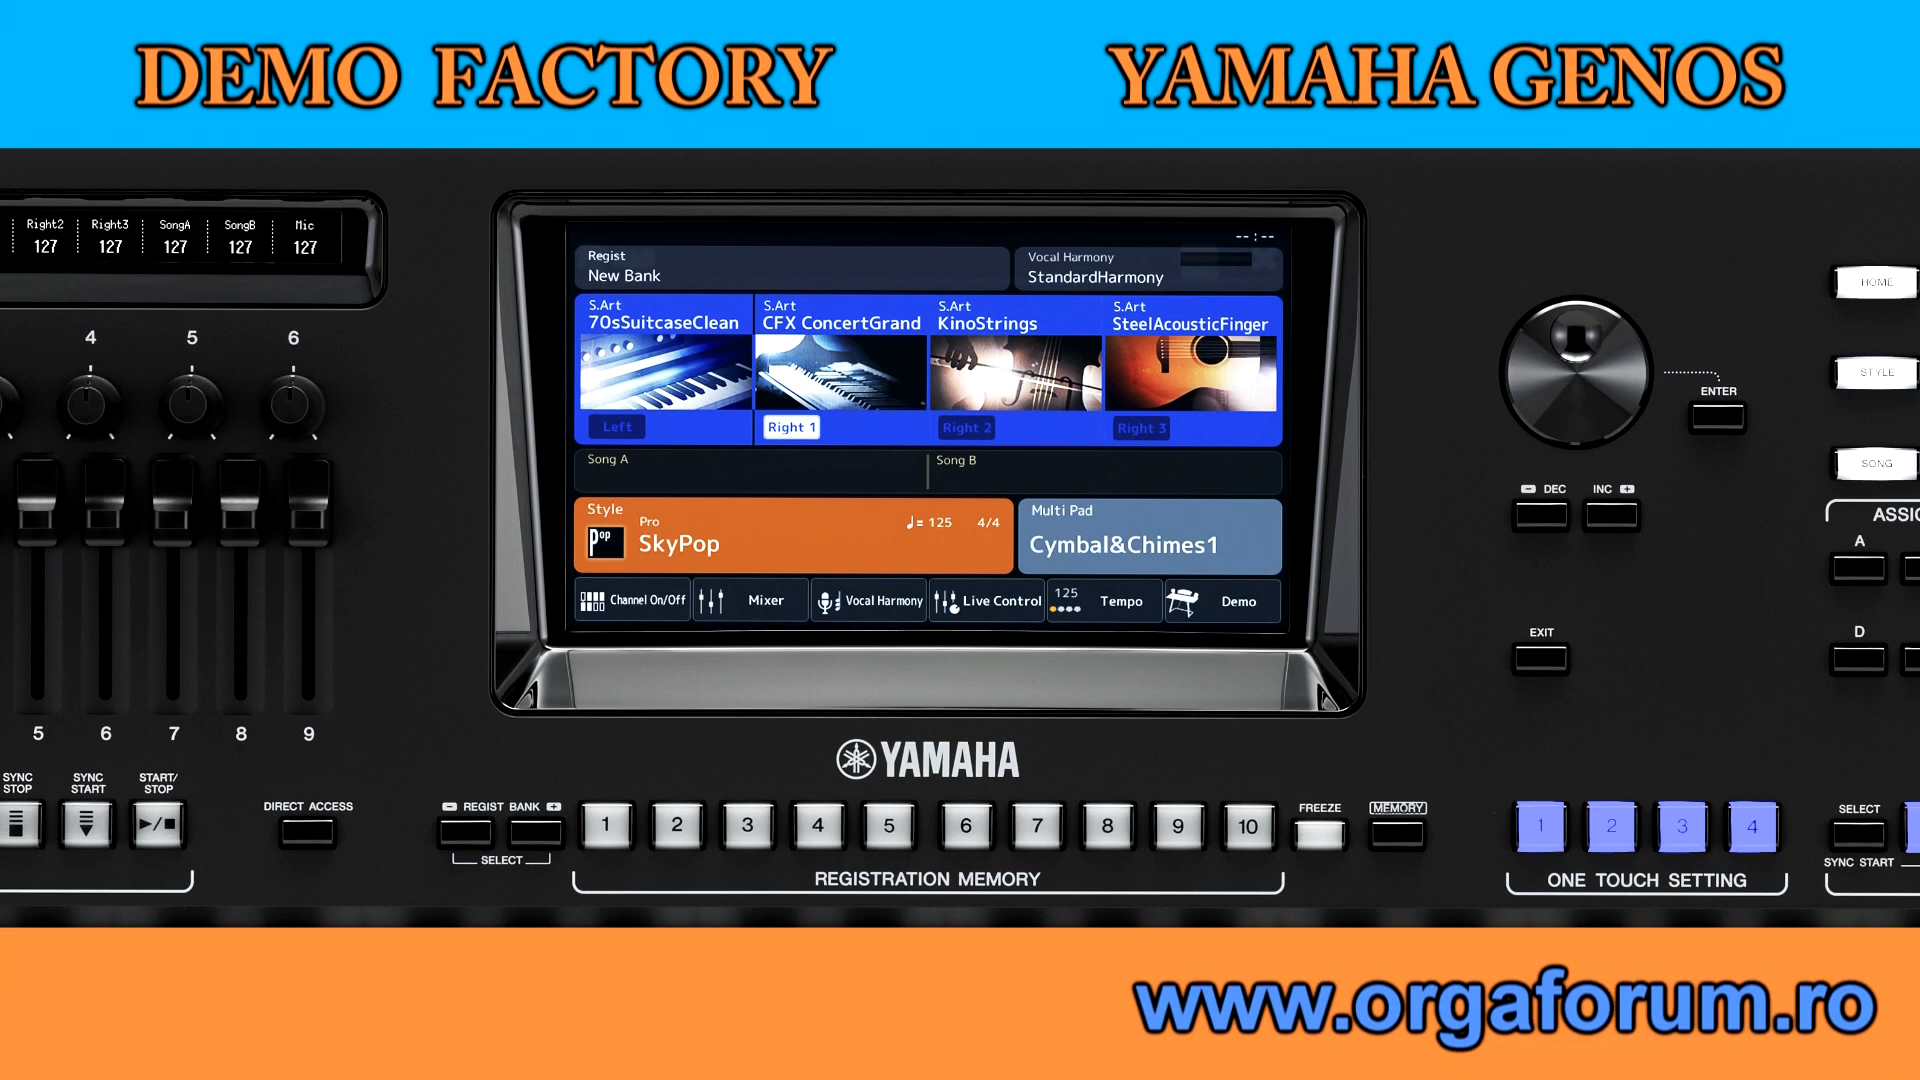 DEMO FACTORY
YAMAHA GENOS
Right2 Right3 SongA SongB Mic
127 127 127 127 127
4 5 6
5 6 7 8 9
SYNC STOP
SYNC START
START/STOP
DIRECT ACCESS
--:--
Regist
New Bank
Vocal Harmony
StandardHarmony
S.Art
70sSuitcaseClean
Left
S.Art
CFX ConcertGrand
Right 1
S.Art
KinoStrings
Right 2
S.Art
SteelAcousticFinger
Right 3
Song A
Song B
Style
Pop
Pro
SkyPop
♩= 125 4/4
Multi Pad
Cymbal&Chimes1
Channel On/Off
Mixer
Vocal Harmony
Live Control
125
Tempo
Demo
YAMAHA
- REGIST BANK +
SELECT
1 2 3 4 5 6 7 8 9 10
REGISTRATION MEMORY
FREEZE
MEMORY
ENTER
- DEC INC +
EXIT
HOME
STYLE
SONG
ASSIG
A
D
1 2 3 4
ONE TOUCH SETTING
SELECT
SYNC START
www.orgaforum.ro